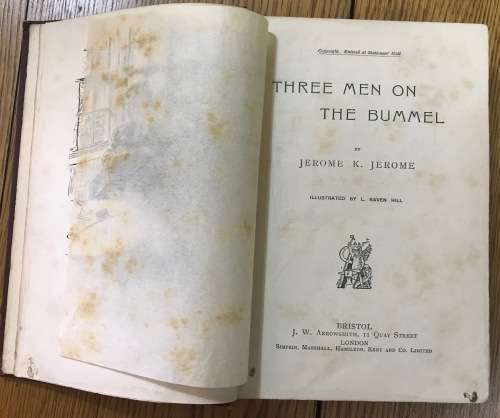 Copyright. Entered at Stationers' Hall
THREE MEN ON
THE BUMMEL
BY
JEROME K. JEROME
ILLUSTRATED BY L. RAVEN HILL
BRISTOL
J. W. ARROWSMITH, 11 QUAY STREET
LONDON
SIMPKIN, MARSHALL, HAMILTON, KENT AND CO. LIMITED